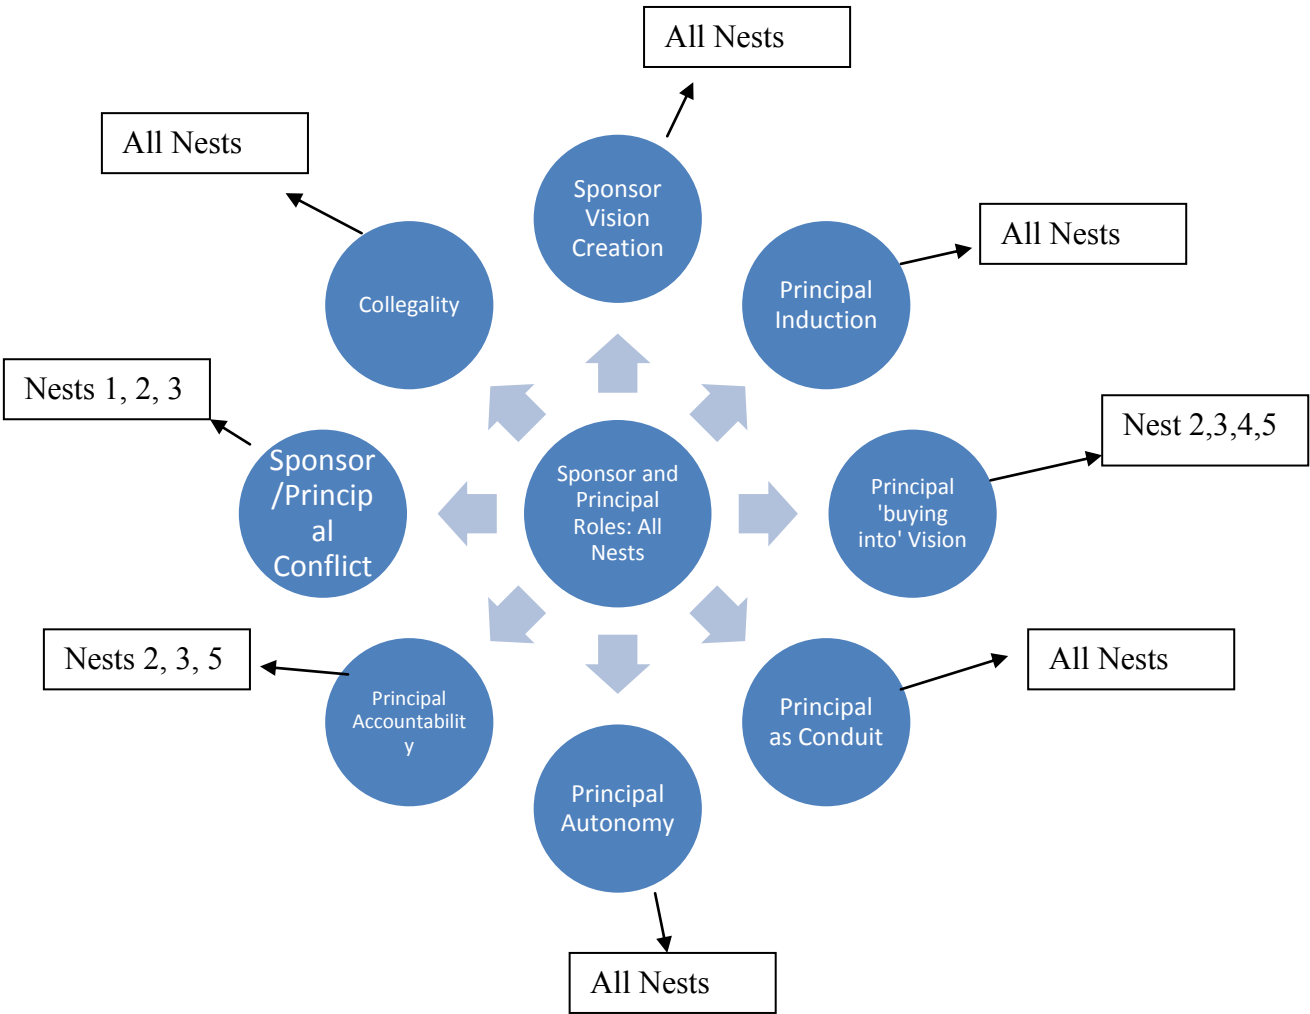 All Nests
Sponsor
Vision
Creation
All Nests
Principal
Induction
Nest 2,3,4,5
Principal
'buying
into' Vision
All Nests
Principal
as Conduit
Principal
Autonomy
All Nests
Principal
Accountabilit
y
Nests 2, 3, 5
Sponsor
/Princip
al
Conflict
Nests 1, 2, 3
Collegality
All Nests
Sponsor and
Principal
Roles: All
Nests